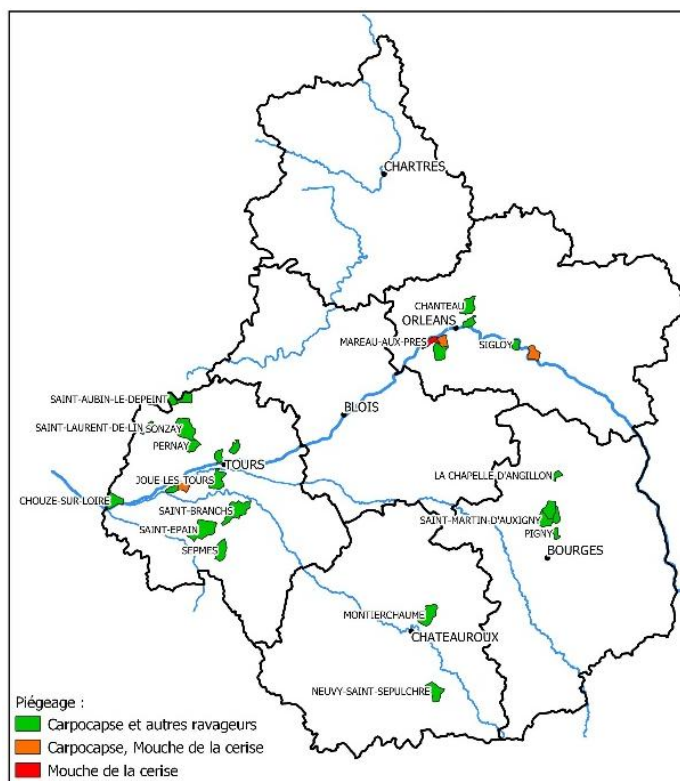 CHARTRES
CHANTEAU
ORLEANS
MAREAU-AUX-PRES
SIGLOY
SAINT-AUBIN-LE-DEPEINT
BLOIS
SAINT-LAURENT-DE-LIN
SONZAY
PERNAY
TOURS
LA CHAPELLE D'ANGILLON
JOUE LES TOURS
CHOUZE-SUR-LOIRE
SAINT-BRANCHS
SAINT-MARTIN-D'AUXIGNY
SAINT-EPAIN
PIGNY
SEPMES
BOURGES
MONTIERCHAUME
CHATEAUROUX
NEUVY-SAINT-SEPULCHRE
Piégeage :
Carpocapse et autres ravageurs
Carpocapse, Mouche de la cerise
Mouche de la cerise